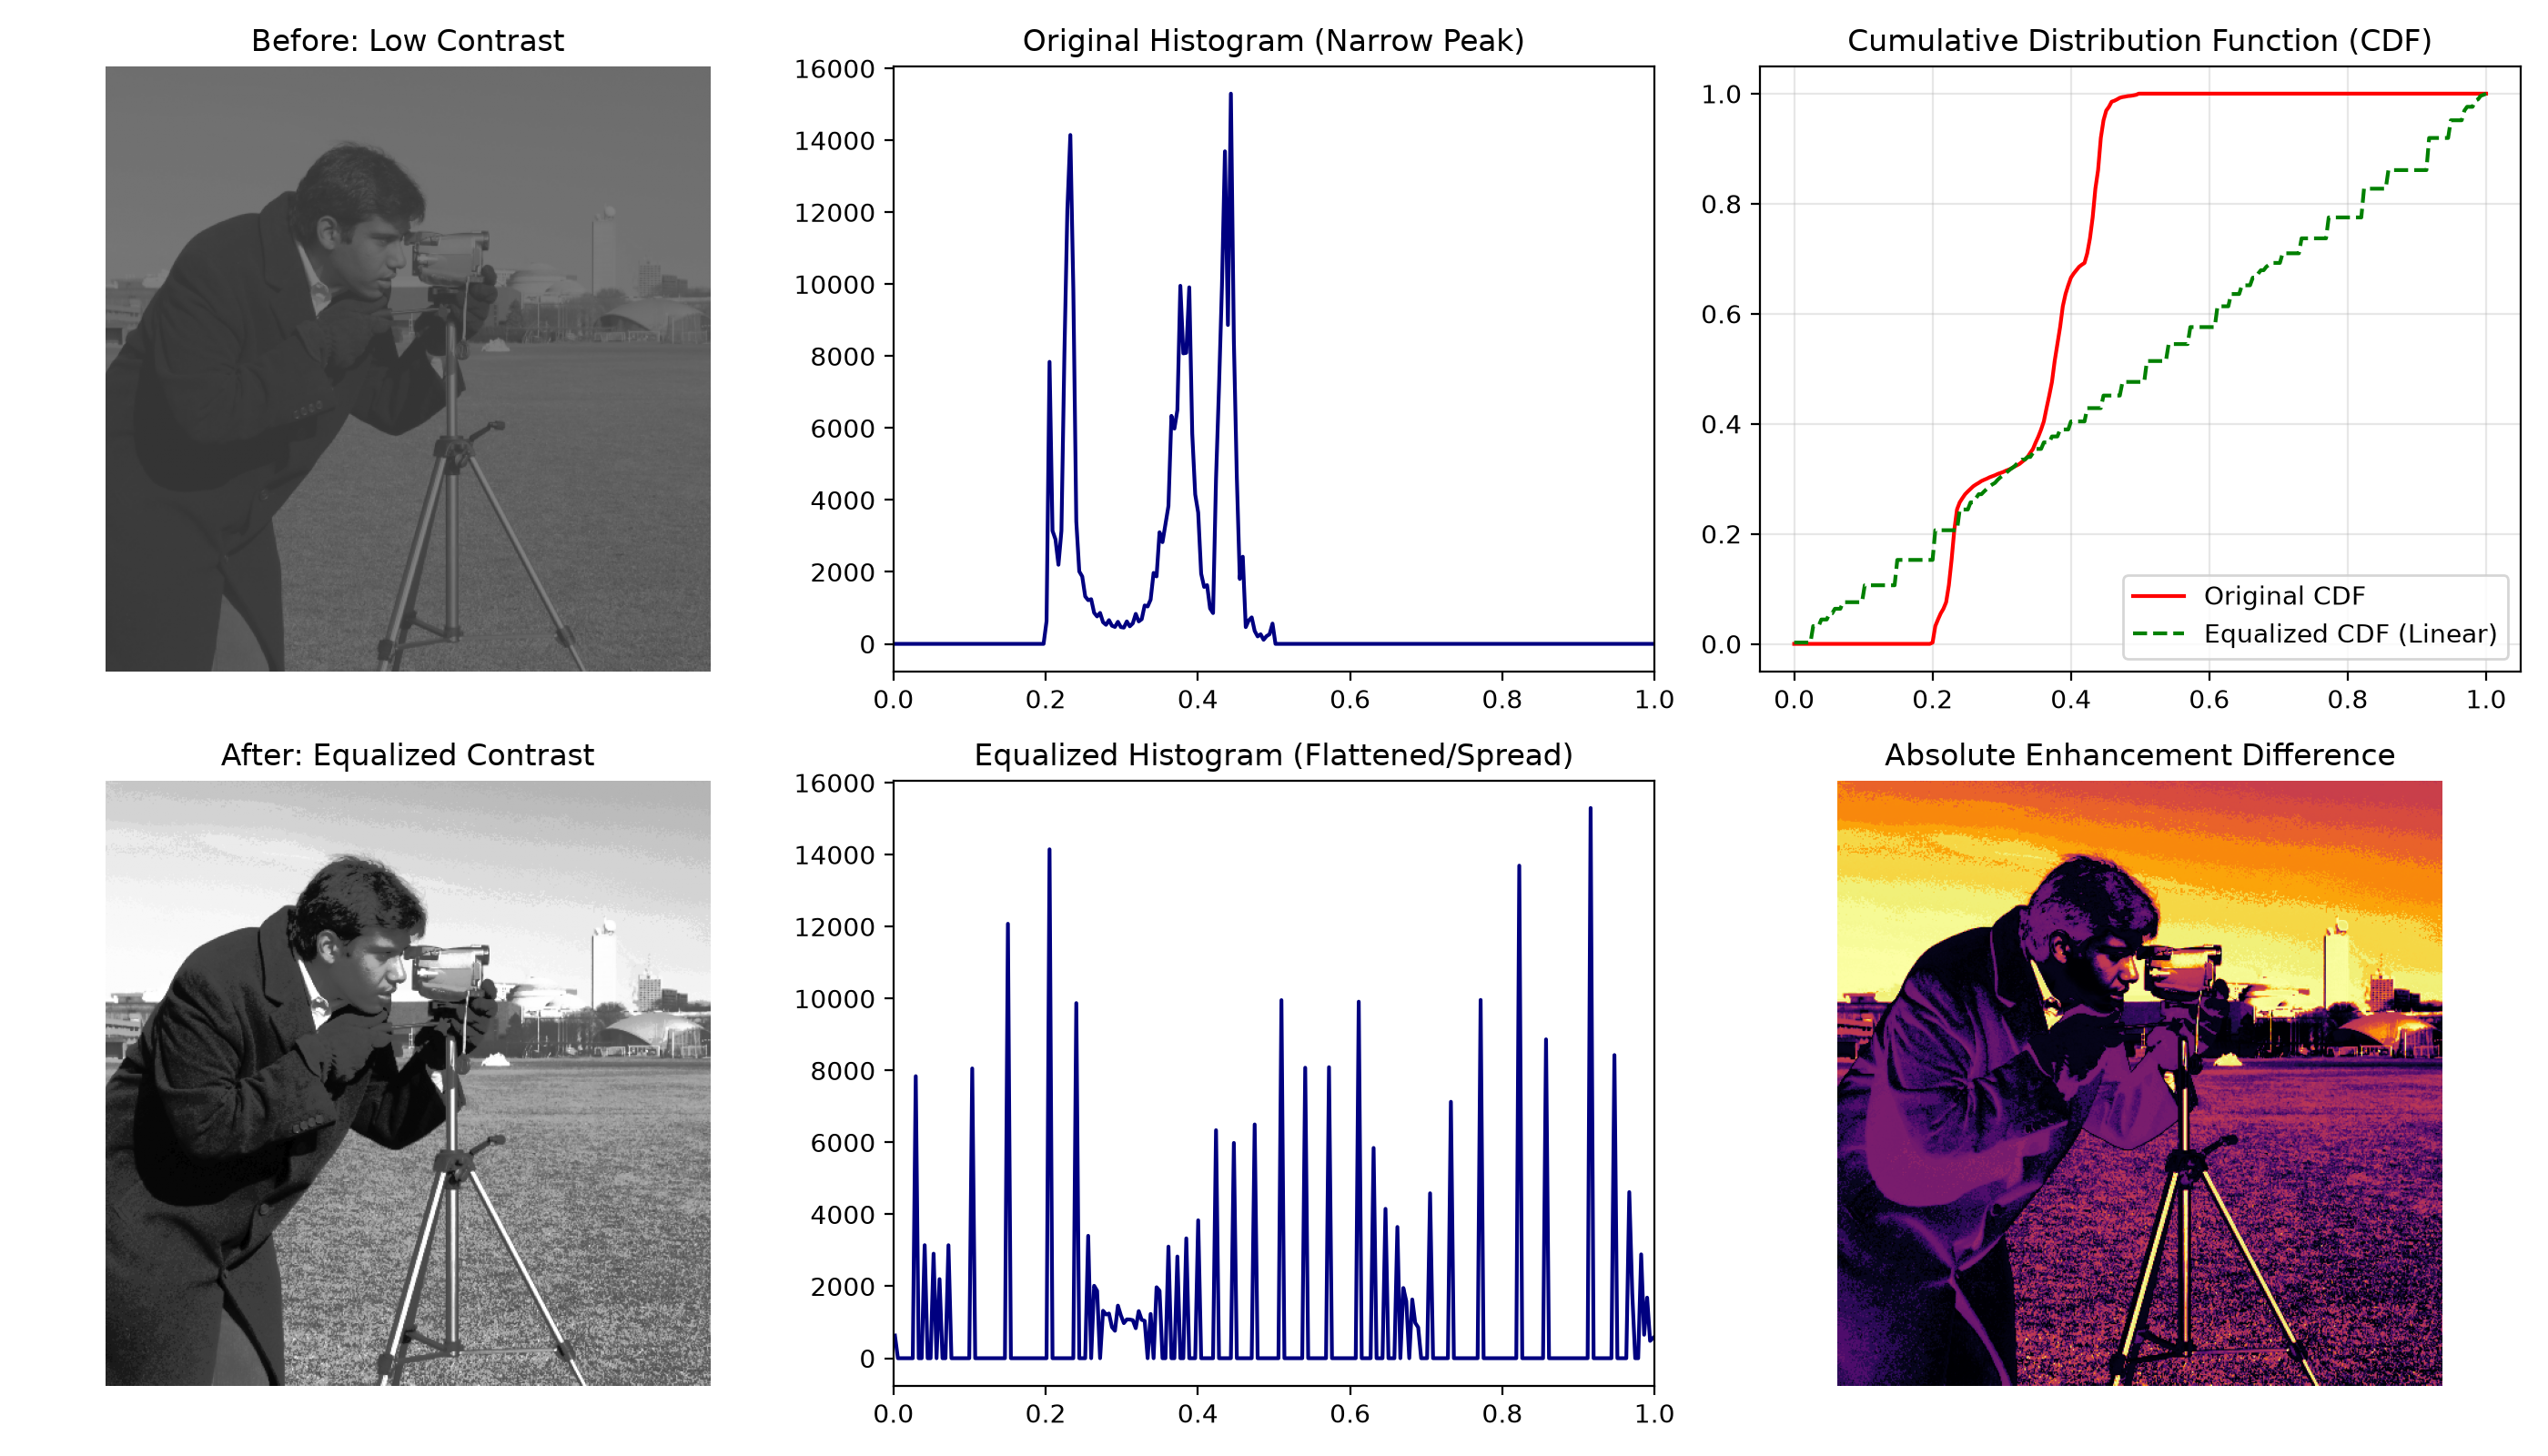 Before: Low Contrast
Original Histogram (Narrow Peak)
16000
14000
12000
10000
8000
6000
4000
2000
0
0.0 0.2 0.4 0.6 0.8 1.0
Cumulative Distribution Function (CDF)
1.0
0.8
0.6
0.4
0.2
0.0
Original CDF
Equalized CDF (Linear)
0.0 0.2 0.4 0.6 0.8 1.0
After: Equalized Contrast
Equalized Histogram (Flattened/Spread)
16000
14000
12000
10000
8000
6000
4000
2000
0
0.0 0.2 0.4 0.6 0.8 1.0
Absolute Enhancement Difference